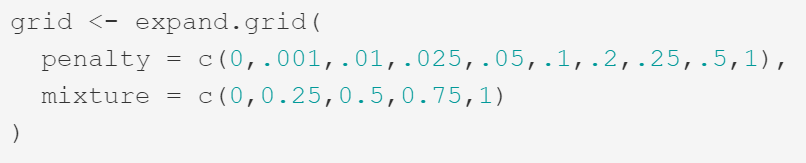 grid <- expand.grid(
  penalty = c(0,.001,.01,.025,.05,.1,.2,.25,.5,1),
  mixture = c(0,0.25,0.5,0.75,1)
)